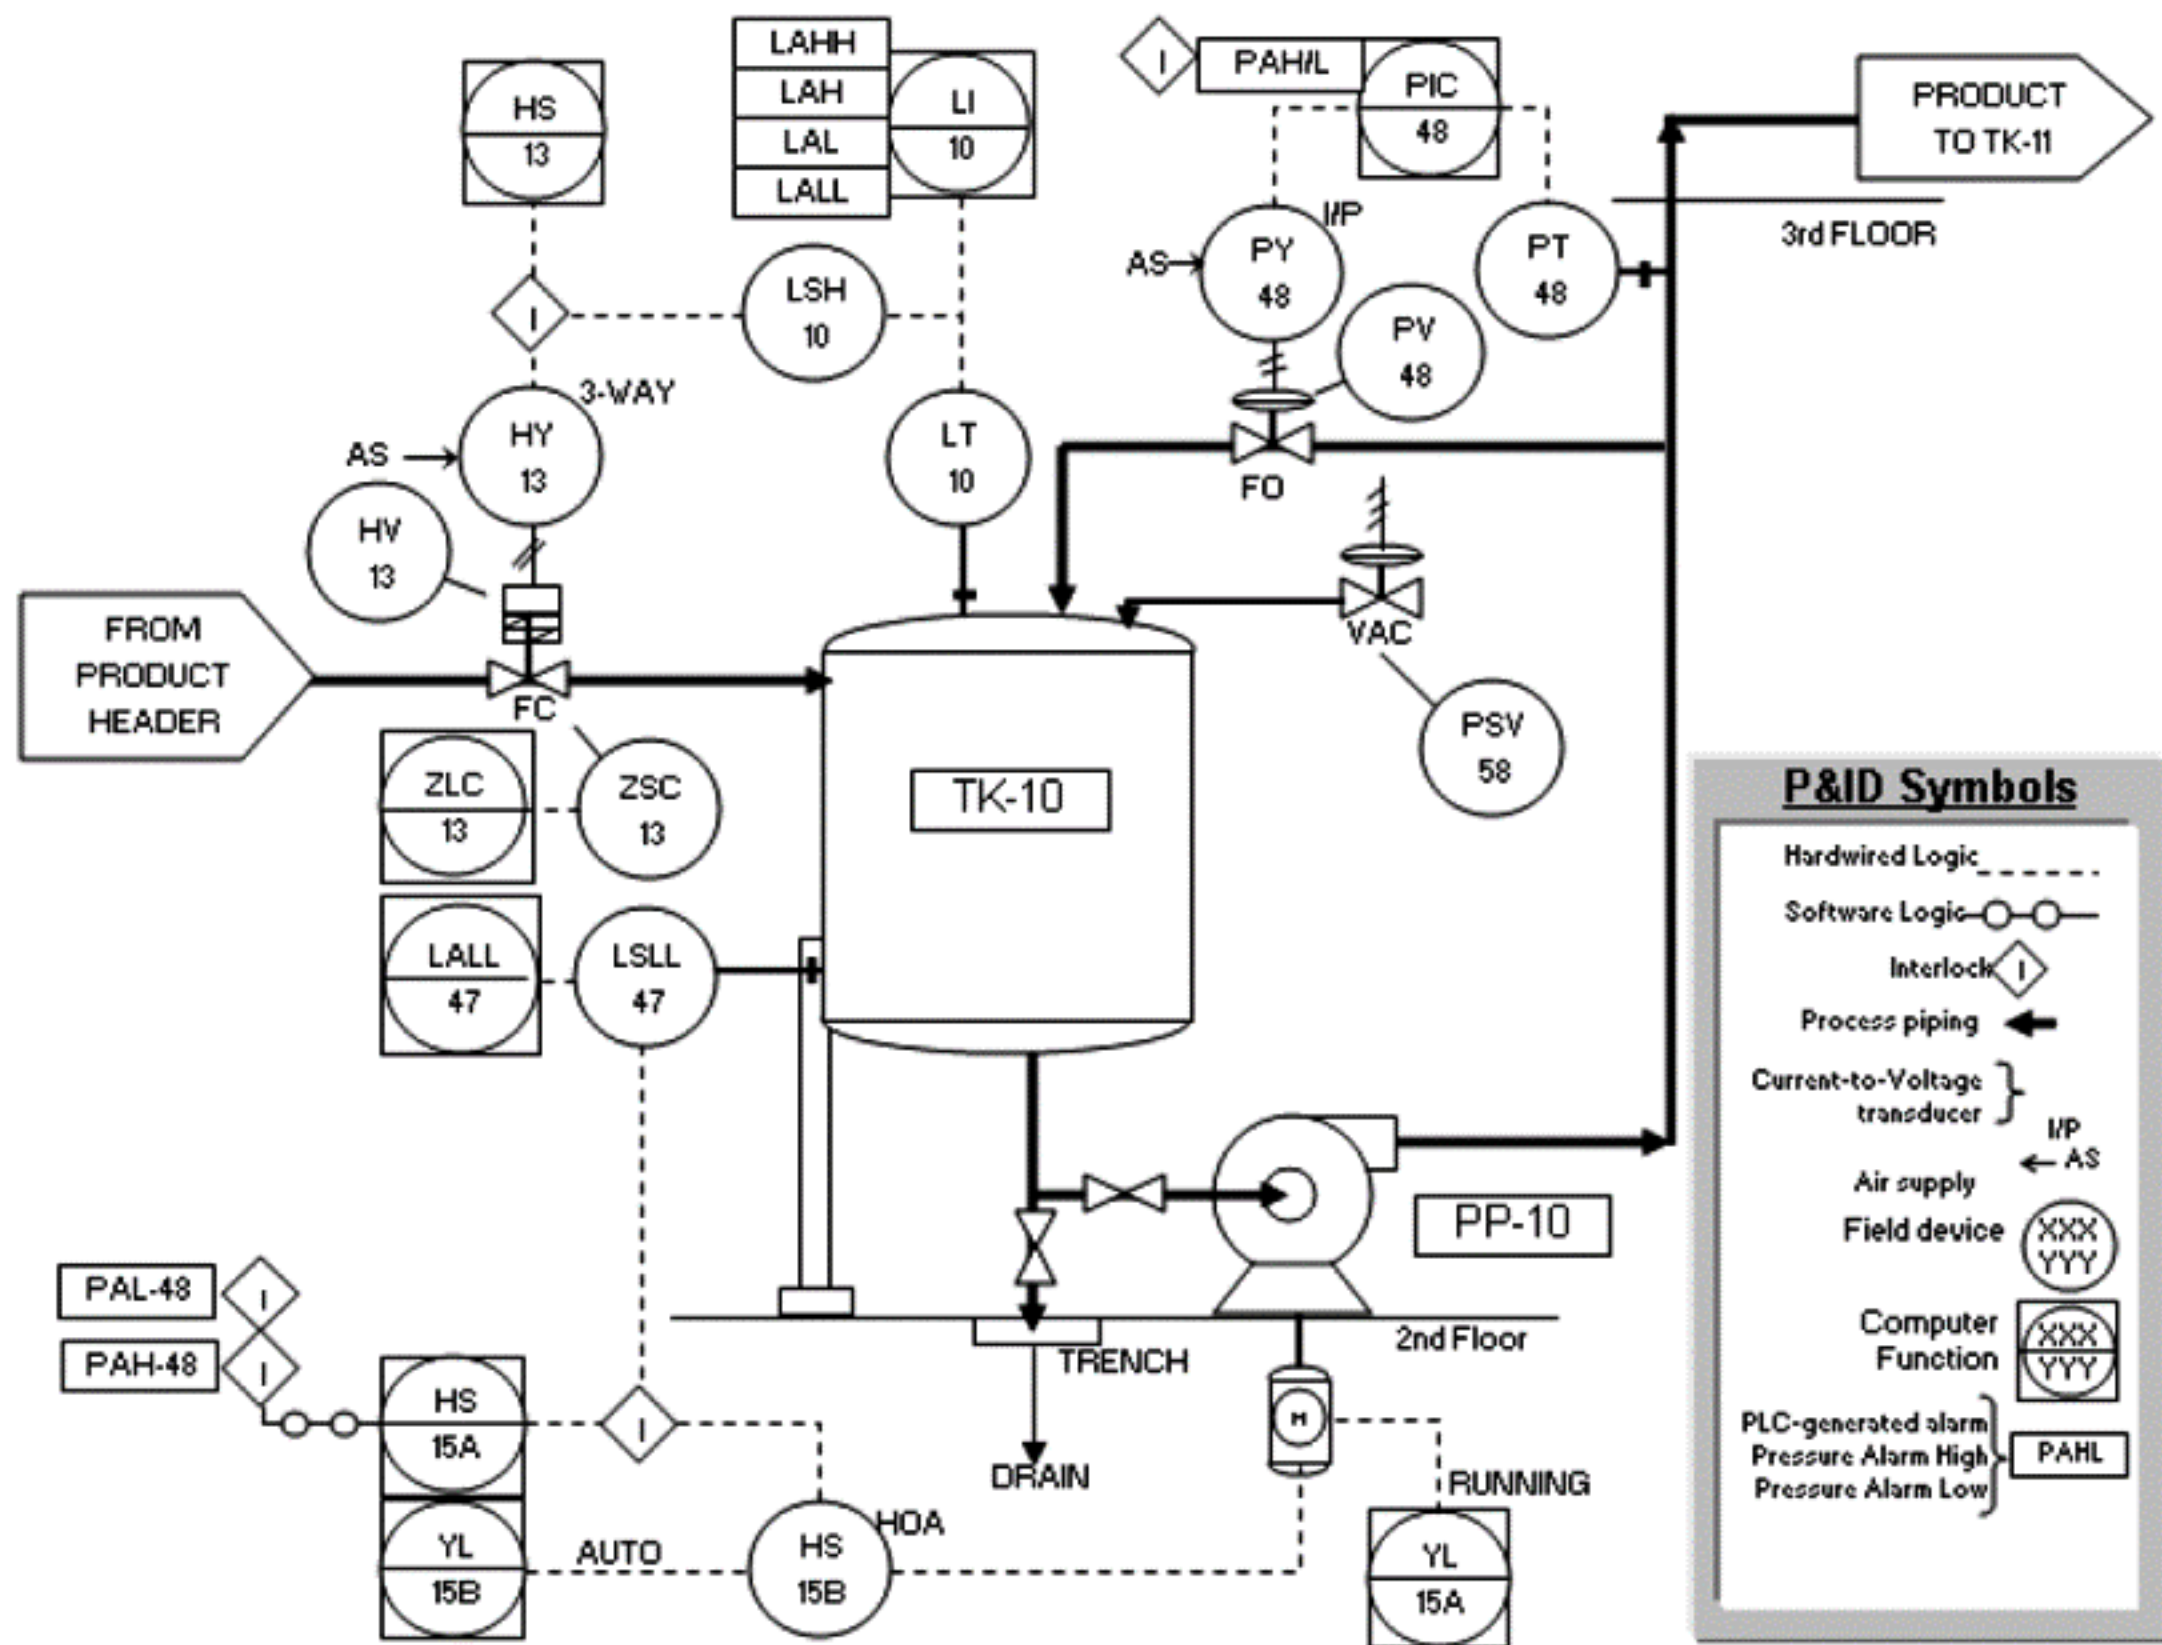 LAHH
LAH
LAL
LALL
LI
10
HS
13
I
PAH/L
PIC
48
PRODUCT
TO TK-11
3rd FLOOR
I/P
AS
PY
48
PT
48
PV
48
FO
LSH
10
I
3-WAY
AS
HY
13
LT
10
HV
13
FROM
PRODUCT
HEADER
FC
VAC
PSV
58
ZLC
13
ZSC
13
TK-10
LALL
47
LSLL
47
PP-10
2nd Floor
TRENCH
DRAIN
PAL-48
I
PAH-48
I
HS
15A
I
M
RUNNING
YL
15B
AUTO
HS
15B
HOA
YL
15A
P&ID Symbols
Hardwired Logic
Software Logic
Interlock
I
Process piping
Current-to-Voltage
transducer
I/P
AS
Air supply
Field device
XXX
YYY
Computer
Function
XXX
YYY
PLC-generated alarm
Pressure Alarm High
Pressure Alarm Low
PAHL